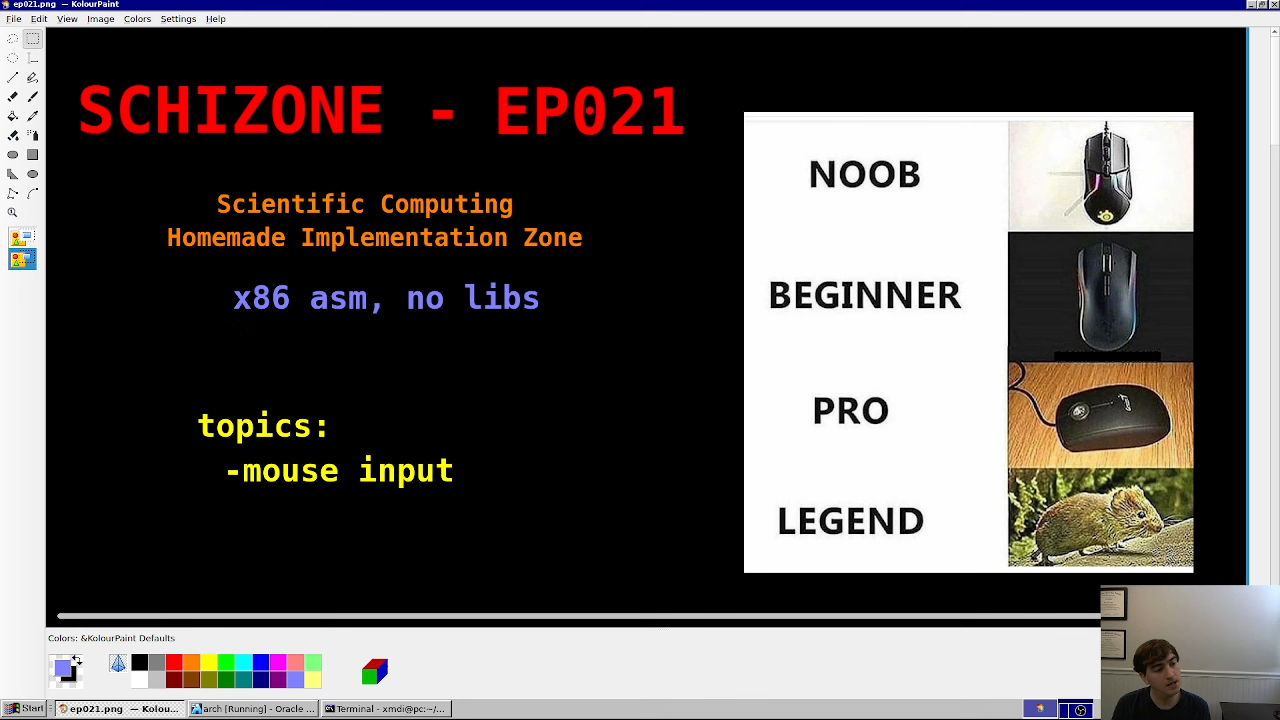 ep021.png — KolourPaint
File Edit View Image Colors Settings Help
SCHIZONE - EP021
Scientific Computing
Homemade Implementation Zone
x86 asm, no libs
topics:
-mouse input
NOOB
BEGINNER
PRO
LEGEND
Colors: &KolourPaint Defaults
Start
ep021.png — Kolou...
arch [Running] - Oracle ...
Terminal - xmdi@pc:~/...